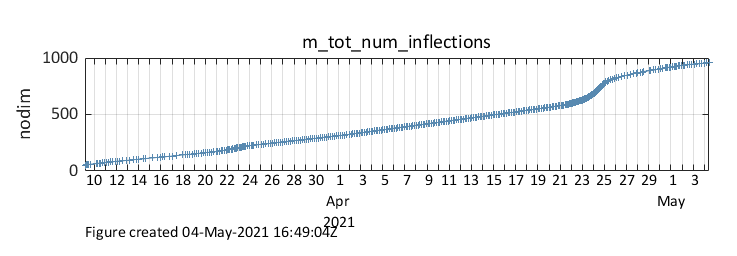 m_tot_num_inflections
1000
500
0
nodim
10 12 14 16 18 20 22 24 26 28 30 1 3 5 7 9 11 13 15 17 19 21 23 25 27 29 1 3
Apr May
2021
Figure created 04-May-2021 16:49:04Z